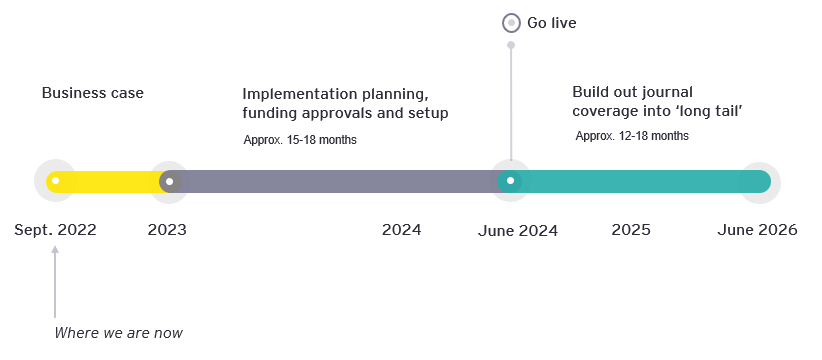 Go live
Business case
Implementation planning,
funding approvals and setup
Approx. 15-18 months
Build out journal
coverage into ‘long tail’
Approx. 12-18 months
Sept. 2022
2023
2024
June 2024
2025
June 2026
Where we are now